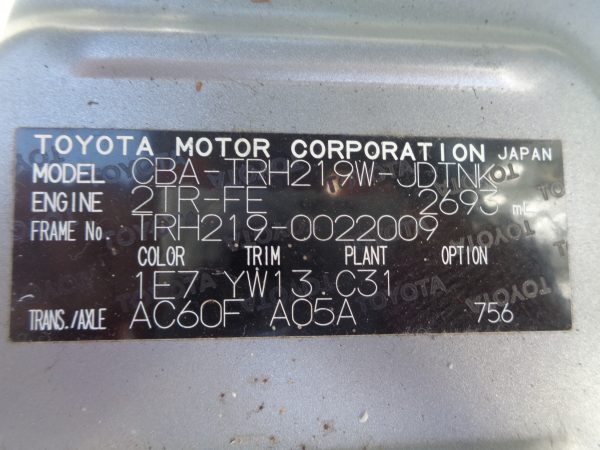 TOYOTA MOTOR CORPORATION JAPAN
MODEL CBA-TRH219W-JDTNK
ENGINE 2TR-FE 2693 mL
FRAME No. TRH219-0022009
COLOR TRIM PLANT OPTION
1E7 YW13 C31
TRANS./AXLE AC60F A05A 756